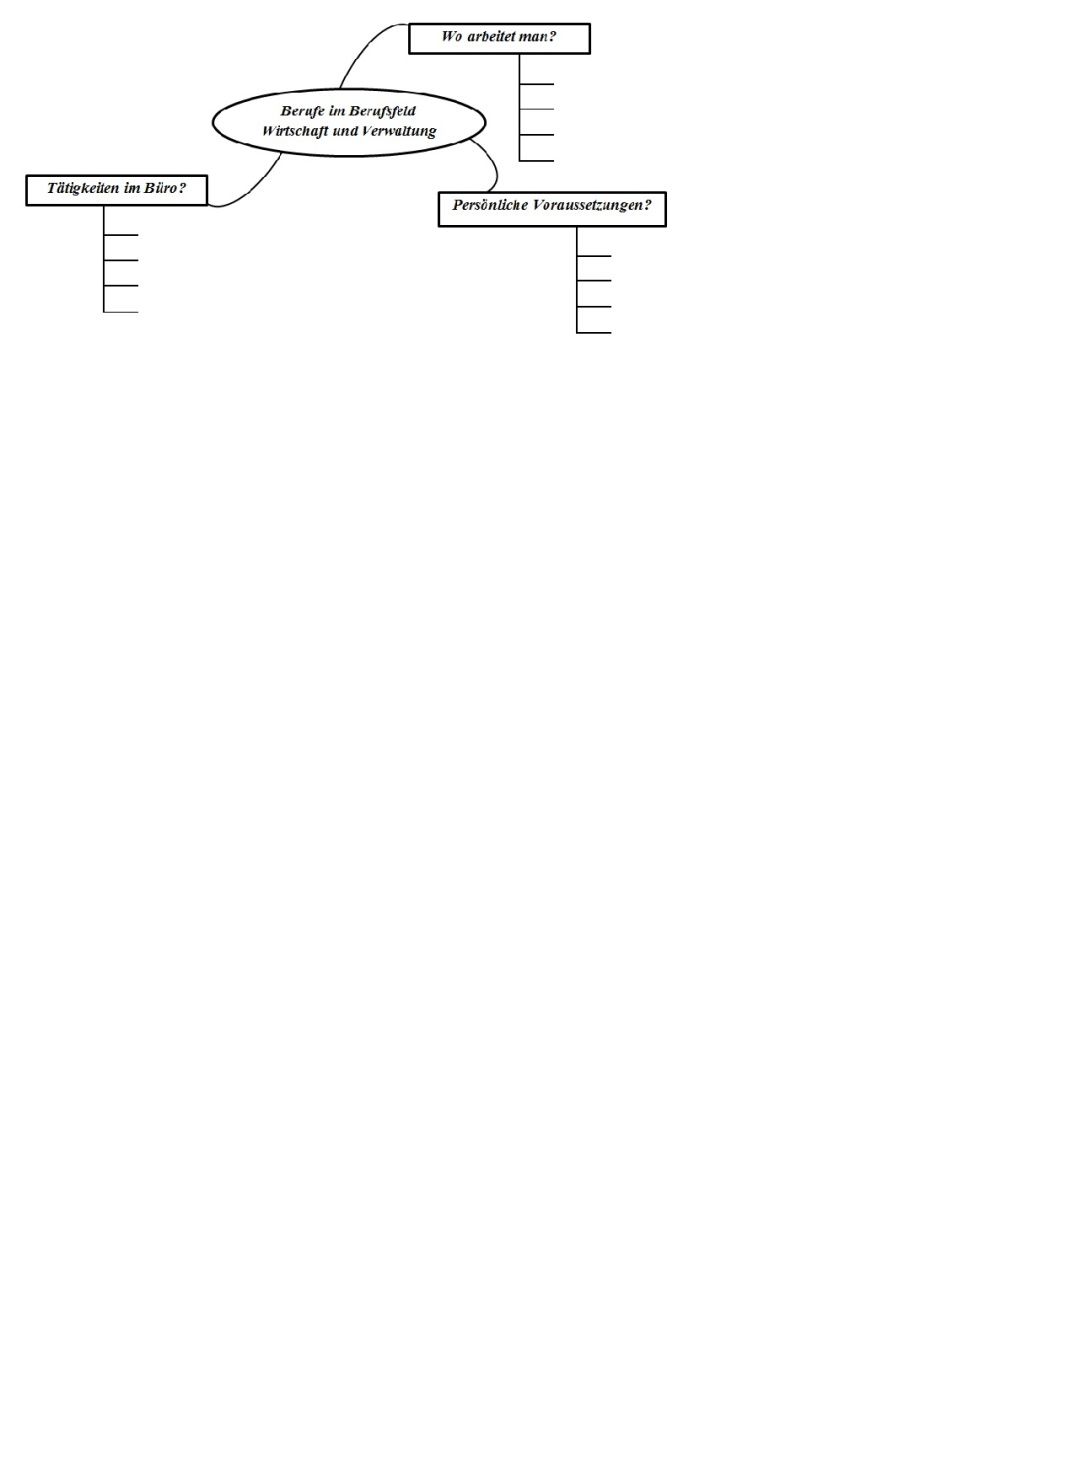 Wo arbeitet man?
Berufe im Berufsfeld
Wirtschaft und Verwaltung
Tätigkeiten im Büro?
Persönliche Voraussetzungen?